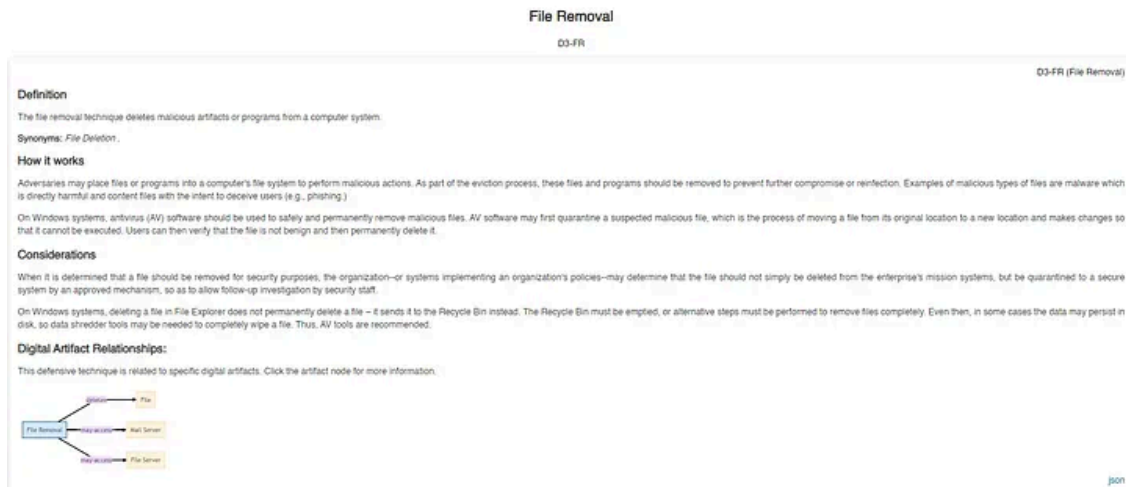 File Removal
D3-FR
D3-FR (File Removal)
Definition
The file removal technique deletes malicious artifacts or programs from a computer system.
Synonyms: File Deletion .
How it works
Adversaries may place files or programs into a computer's file system to perform malicious actions. As part of the eviction process, these files and programs should be removed to prevent further compromise or reinfection. Examples of malicious types of files are malware which
is directly harmful and content files with the intent to deceive users (e.g., phishing.)
On Windows systems, antivirus (AV) software should be used to safely and permanently remove malicious files. AV software may first quarantine a suspected malicious file, which is the process of moving a file from its original location to a new location and makes changes so
that it cannot be executed. Users can then verify that the file is not benign and then permanently delete it.
Considerations
When it is determined that a file should be removed for security purposes, the organization--or systems implementing an organization's policies--may determine that the file should not simply be deleted from the enterprise's mission systems, but be quarantined to a secure
system by an approved mechanism, so as to allow follow-up investigation by security staff.
On Windows systems, deleting a file in File Explorer does not permanently delete a file – it sends it to the Recycle Bin instead. The Recycle Bin must be emptied, or alternative steps must be performed to remove files completely. Even then, in some cases the data may persist in
disk, so data shredder tools may be needed to completely wipe a file. Thus, AV tools are recommended.
Digital Artifact Relationships:
This defensive technique is related to specific digital artifacts. Click the artifact node for more information.
deletes
File
File Removal
may-access
Mail Server
may-access
File Server
json